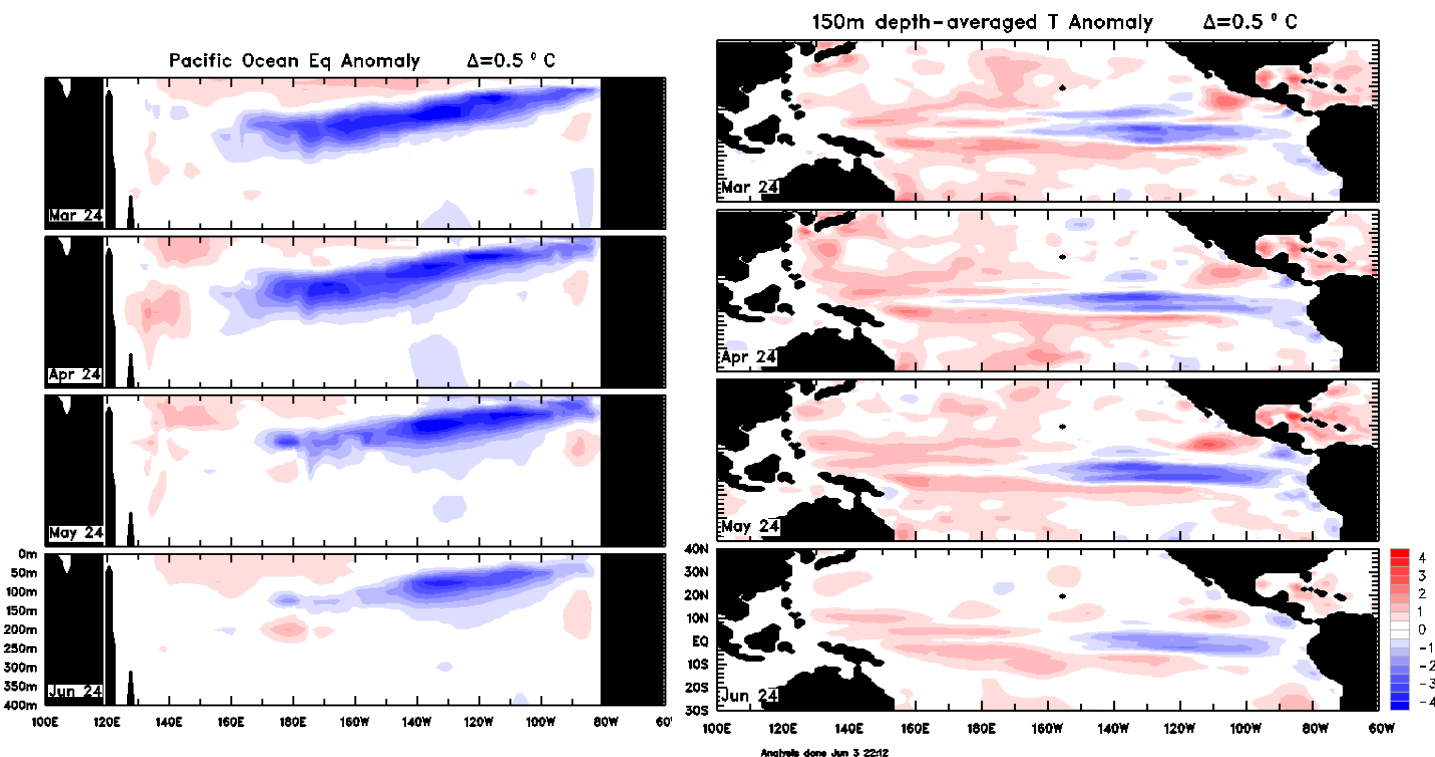 150m depth-averaged T Anomaly Δ=0.5 ° C
Pacific Ocean Eq Anomaly Δ=0.5 ° C
Mar 24
Mar 24
Apr 24
Apr 24
May 24
May 24
0m
50m
100m
150m
200m
250m
300m
350m
400m
Jun 24
100E 120E 140E 160E 180E 160W 140W 120W 100W 80W 60
40N
30N
20N
10N
EQ
10S
20S
30S
Jun 24
100E 120E 140E 160E 180E 160W 140W 120W 100W 80W 60W
4
3
2
1
0
-1
-2
-3
-4
Analysis done Jun 3 22:12